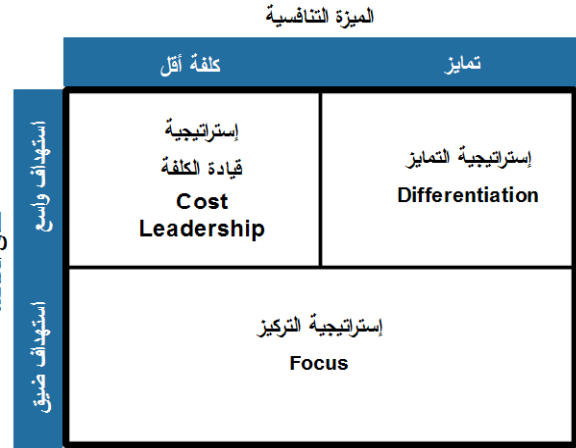 الميزة التنافسية
تمايز
كلفة أقل
استهداف واسع
إستراتيجية التمايز
Differentiation
إستراتيجية
قيادة الكلفة
Cost
Leadership
استهداف ضيق
إستراتيجية التركيز
Focus